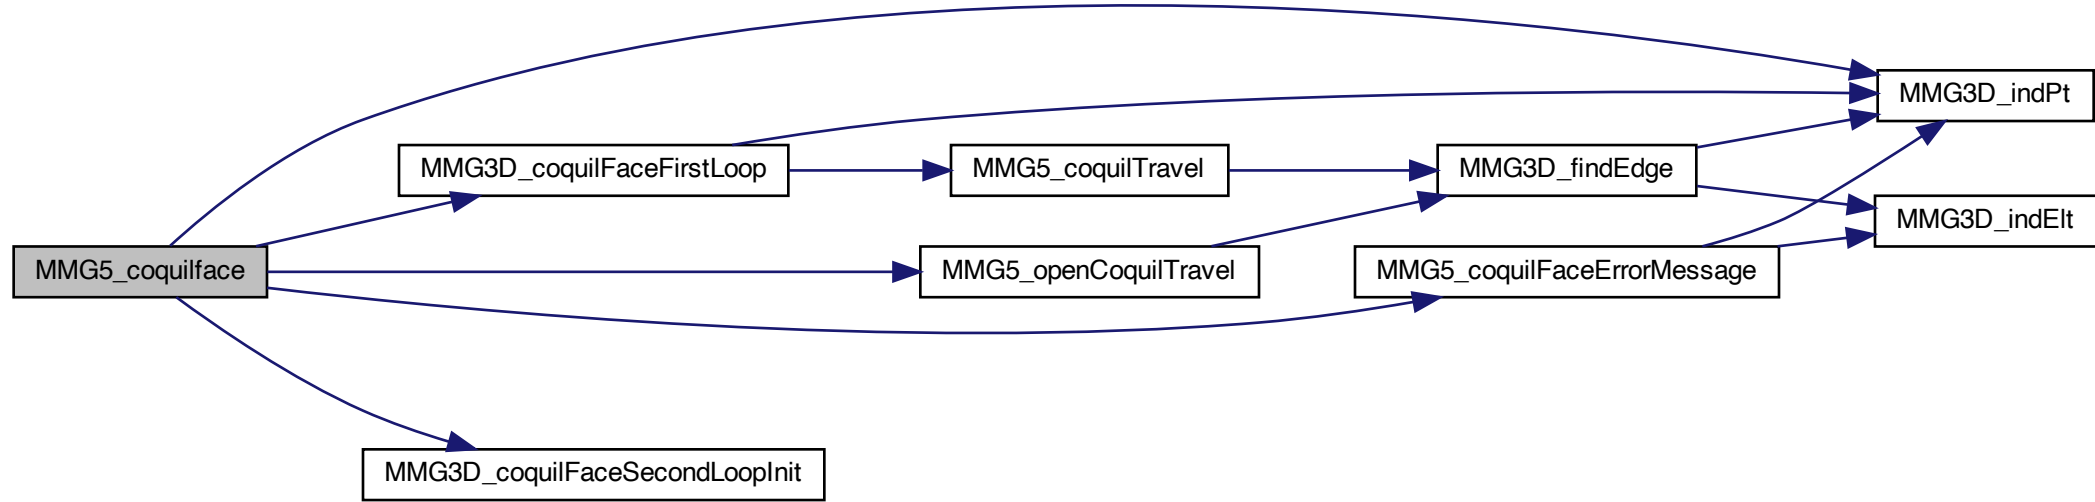 MMG3D_indPt
MMG3D_coquilFaceFirstLoop
MMG5_coquilTravel
MMG3D_findEdge
MMG3D_indElt
MMG5_coquilface
MMG5_openCoquilTravel
MMG5_coquilFaceErrorMessage
MMG3D_coquilFaceSecondLoopInit